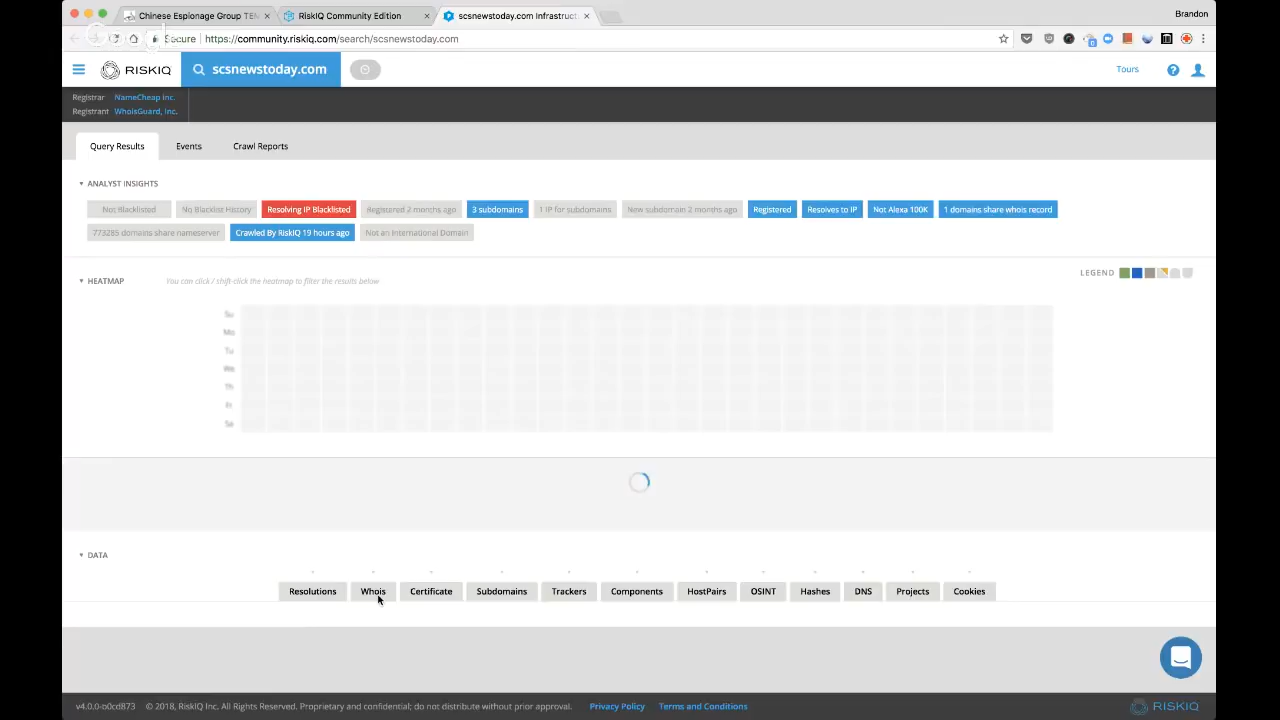 Chinese Espionage Group TEM
RiskIQ Community Edition
scsnewstoday.com Infrastruct
Brandon
Secure
https://community.riskiq.com/search/scsnewstoday.com
RISKIQ
scsnewstoday.com
Tours
Registrar NameCheap Inc.
Registrant WhoisGuard, Inc.
Query Results
Events
Crawl Reports
ANALYST INSIGHTS
Not Blacklisted
No Blacklist History
Resolving IP Blacklisted
Registered 2 months ago
3 subdomains
1 IP for subdomains
New subdomain 2 months ago
Registered
Resolves to IP
Not Alexa 100K
1 domains share whois record
773285 domains share nameserver
Crawled By RiskIQ 19 hours ago
Not an International Domain
HEATMAP
You can click / shift-click the heatmap to filter the results below
LEGEND
Su
Mo
Tu
We
Th
Fr
Sa
DATA
Resolutions
Whois
Certificate
Subdomains
Trackers
Components
HostPairs
OSINT
Hashes
DNS
Projects
Cookies
v4.0.0-b0cd873
© 2018, RiskIQ Inc. All Rights Reserved. Proprietary and confidential; do not distribute without prior approval.
Privacy Policy
Terms and Conditions
RISKIQ